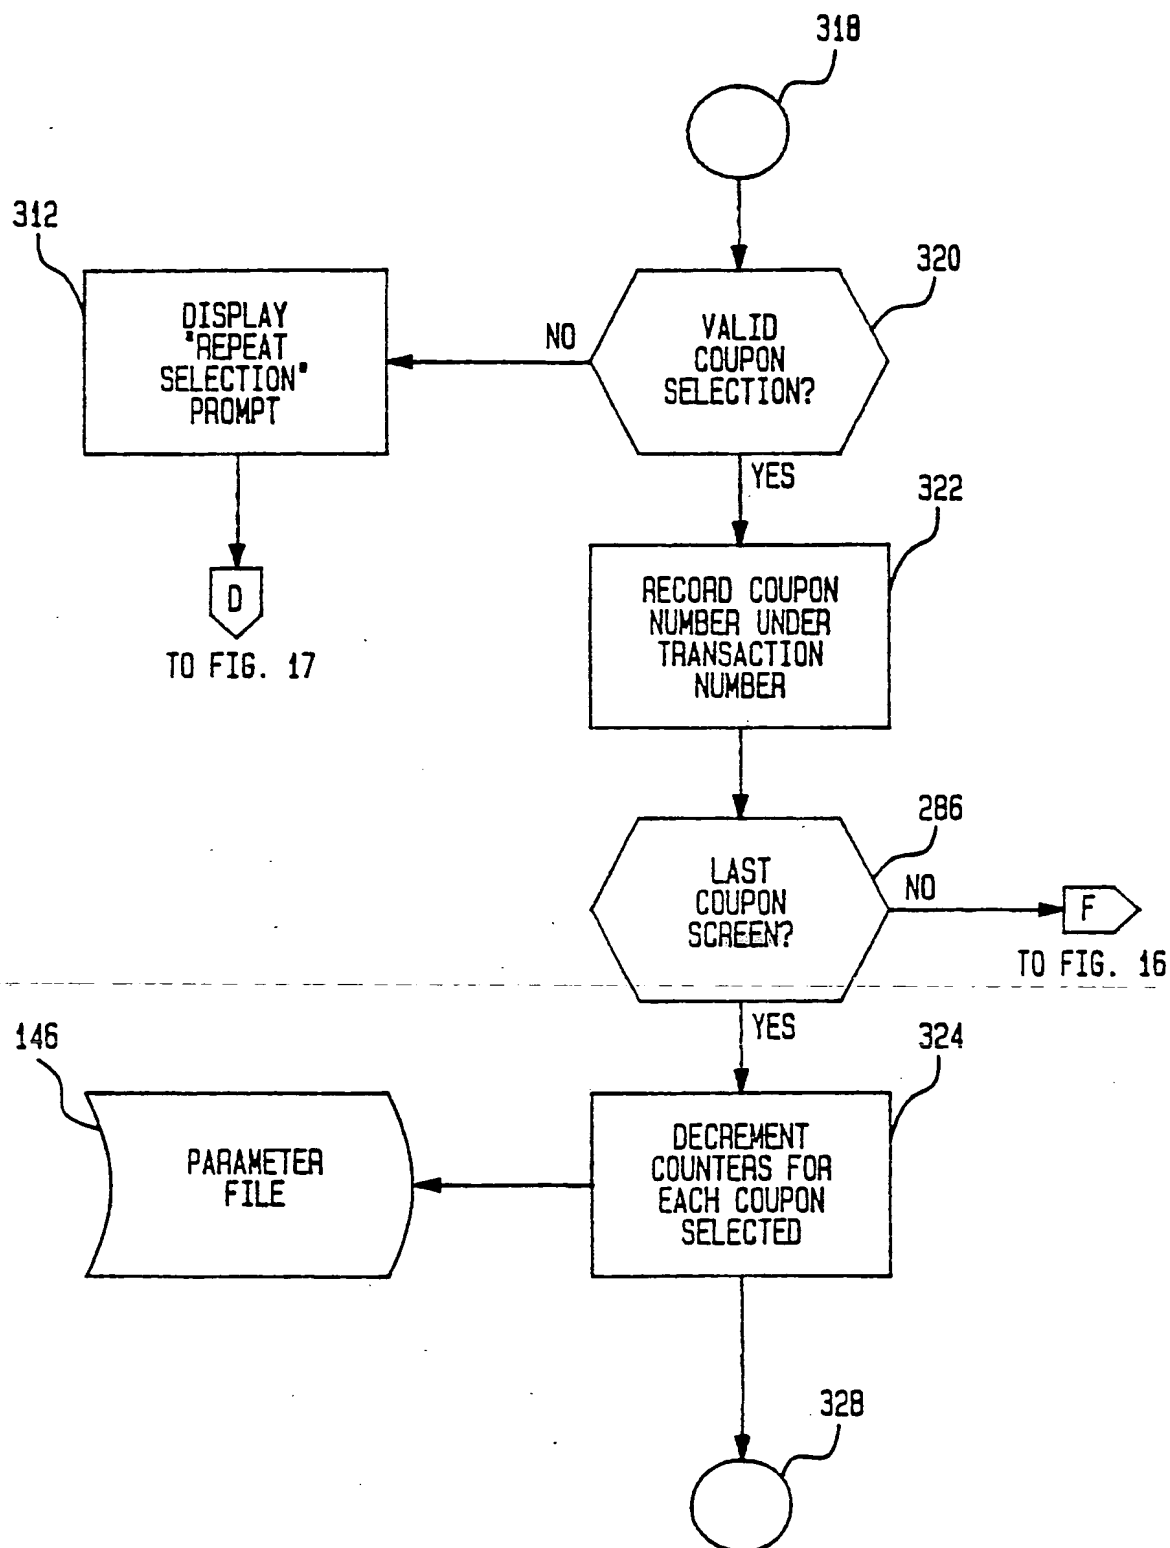 318
312
320
DISPLAY
"REPEAT
SELECTION"
PROMPT
NO
VALID
COUPON
SELECTION?
YES
322
D
TO FIG. 17
RECORD COUPON
NUMBER UNDER
TRANSACTION
NUMBER
286
LAST
COUPON
SCREEN?
NO
F
TO FIG. 16
YES
146
324
PARAMETER
FILE
DECREMENT
COUNTERS FOR
EACH COUPON
SELECTED
328